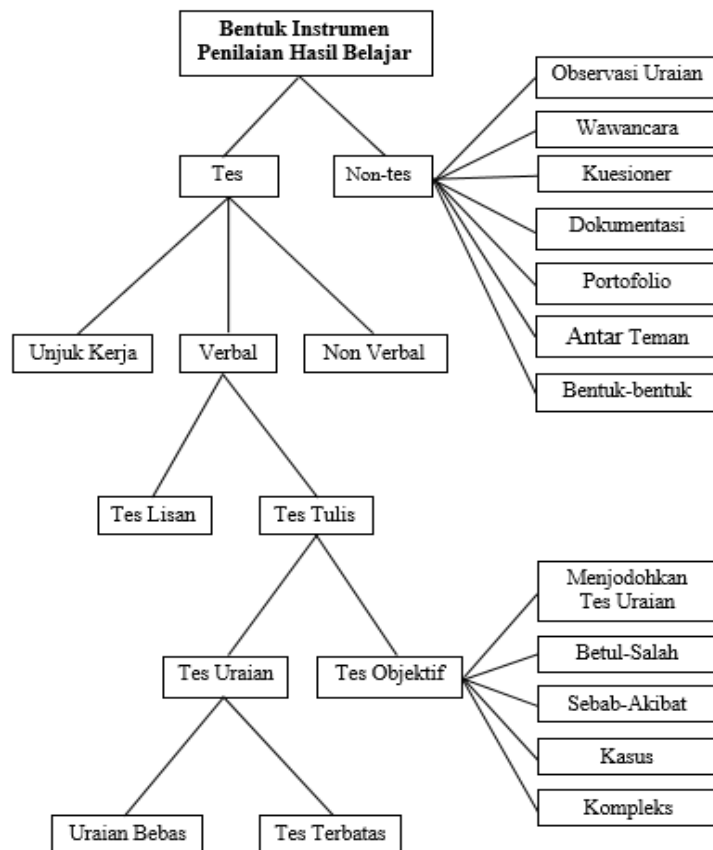 Bentuk Instrumen
Penilaian Hasil Belajar
Observasi Uraian
Wawancara
Tes
Non-tes
Kuesioner
Dokumentasi
Portofolio
Antar Teman
Bentuk-bentuk
Unjuk Kerja
Verbal
Non Verbal
Tes Lisan
Tes Tulis
Menjodohkan
Tes Uraian
Betul-Salah
Sebab-Akibat
Kasus
Kompleks
Tes Uraian
Tes Objektif
Uraian Bebas
Tes Terbatas